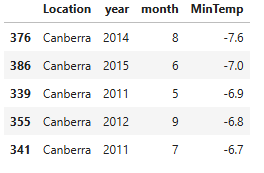 Location year month MinTemp
376 Canberra 2014 8 -7.6
386 Canberra 2015 6 -7.0
339 Canberra 2011 5 -6.9
355 Canberra 2012 9 -6.8
341 Canberra 2011 7 -6.7